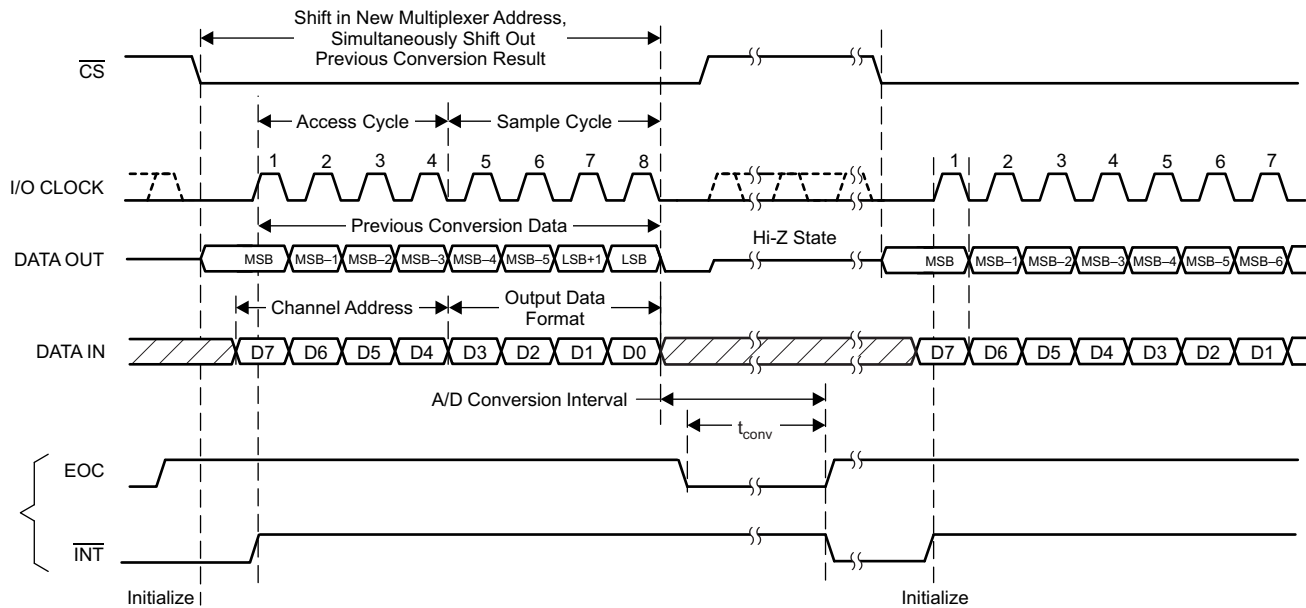 Shift in New Multiplexer Address,
Simultaneously Shift Out
Previous Conversion Result
CS
Access Cycle
Sample Cycle
1 2 3 4 5 6 7 8 1 2 3 4 5 6 7
I/O CLOCK
Previous Conversion Data
Hi-Z State
DATA OUT
MSB MSB–1 MSB–2 MSB–3 MSB–4 MSB–5 LSB+1 LSB MSB MSB–1 MSB–2 MSB–3 MSB–4 MSB–5 MSB–6
Channel Address
Output Data
Format
DATA IN
D7 D6 D5 D4 D3 D2 D1 D0 D7 D6 D5 D4 D3 D2 D1
A/D Conversion Interval
tconv
EOC
INT
Initialize
Initialize